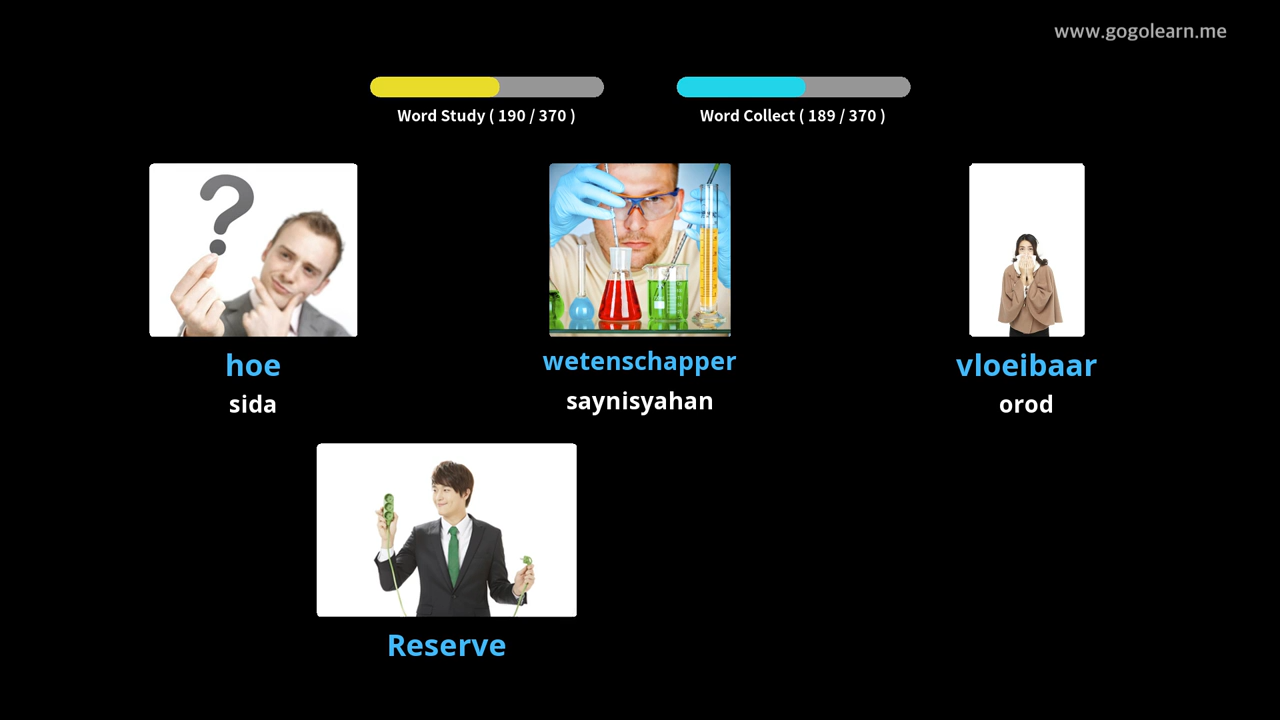 www.gogolearn.me
Word Study ( 190 / 370 )
Word Collect ( 189 / 370 )
hoe
sida
wetenschapper
saynisyahan
vloeibaar
orod
Reserve